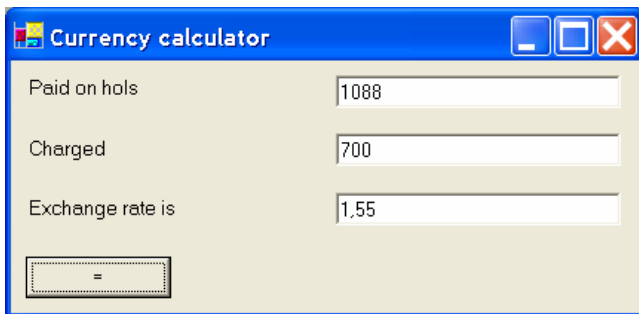 Currency calculator
Paid on hols 1088
Charged 700
Exchange rate is 1,55
=